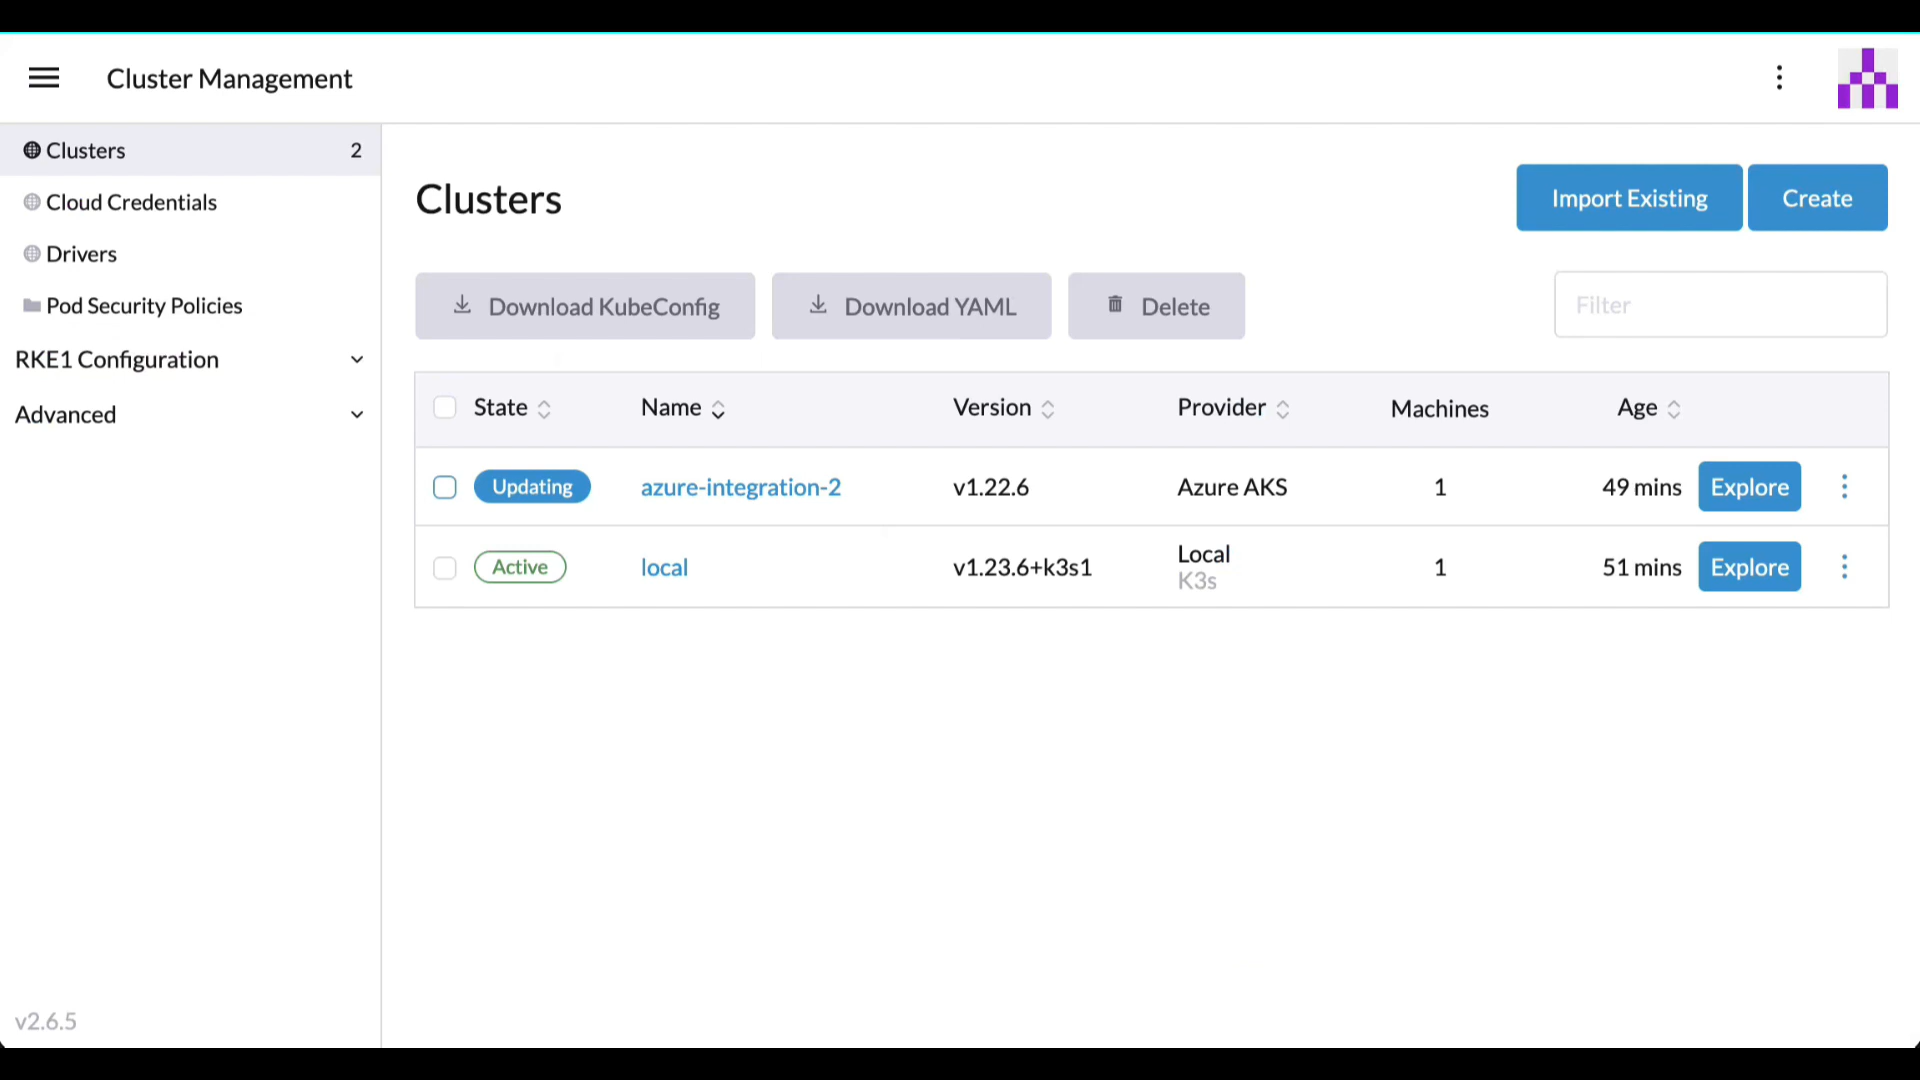 Cluster Management
Clusters 2
Cloud Credentials
Drivers
Pod Security Policies
RKE1 Configuration
Advanced
v2.6.5
Clusters
Import Existing
Create
Download KubeConfig
Download YAML
Delete
Filter
State Name Version Provider Machines Age
Updating azure-integration-2 v1.22.6 Azure AKS 1 49 mins Explore
Active local v1.23.6+k3s1 Local 1 51 mins Explore
K3s